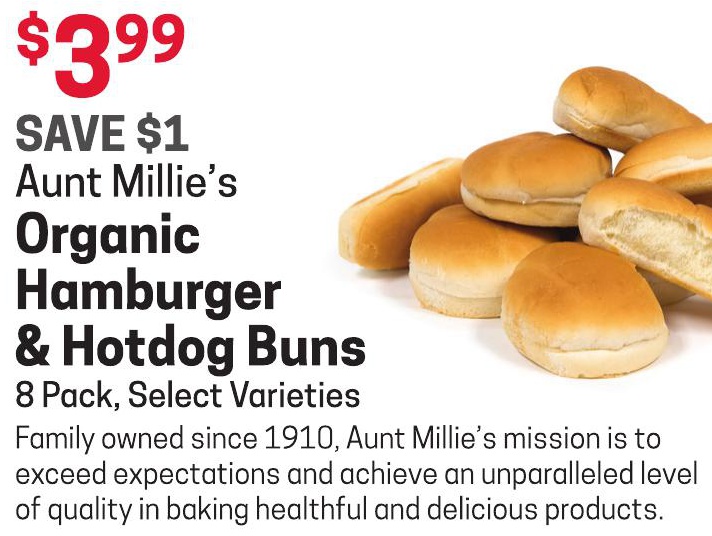 $3.99
SAVE $1
Aunt Millie's
Organic
Hamburger
& Hotdog Buns
8 Pack, Select Varieties
Family owned since 1910, Aunt Millie's mission is to
exceed expectations and achieve an unparalleled level
of quality in baking healthful and delicious products.